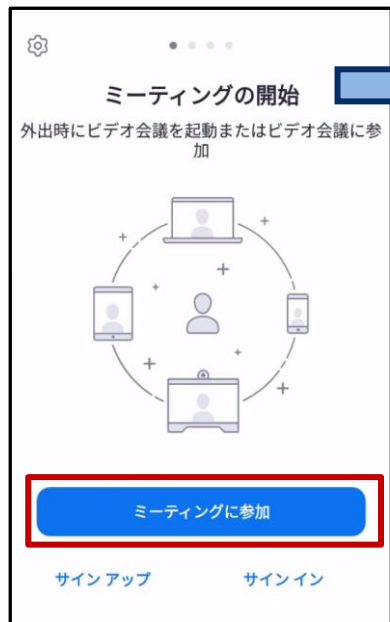 ミーティングの開始
外出時にビデオ会議を起動またはビデオ会議に参
加
ミーティングに参加
サイン アップ サイン イン